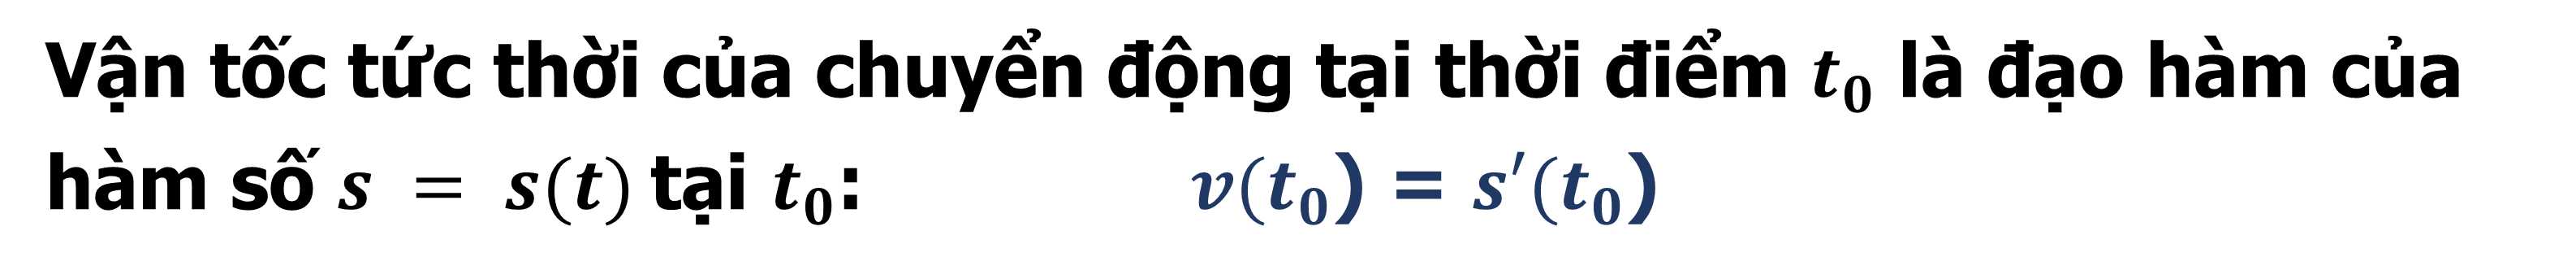 Vận tốc tức thời của chuyển động tại thời điểm t₀ là đạo hàm của
hàm số s = s(t) tại t₀: v(t₀) = s′(t₀)